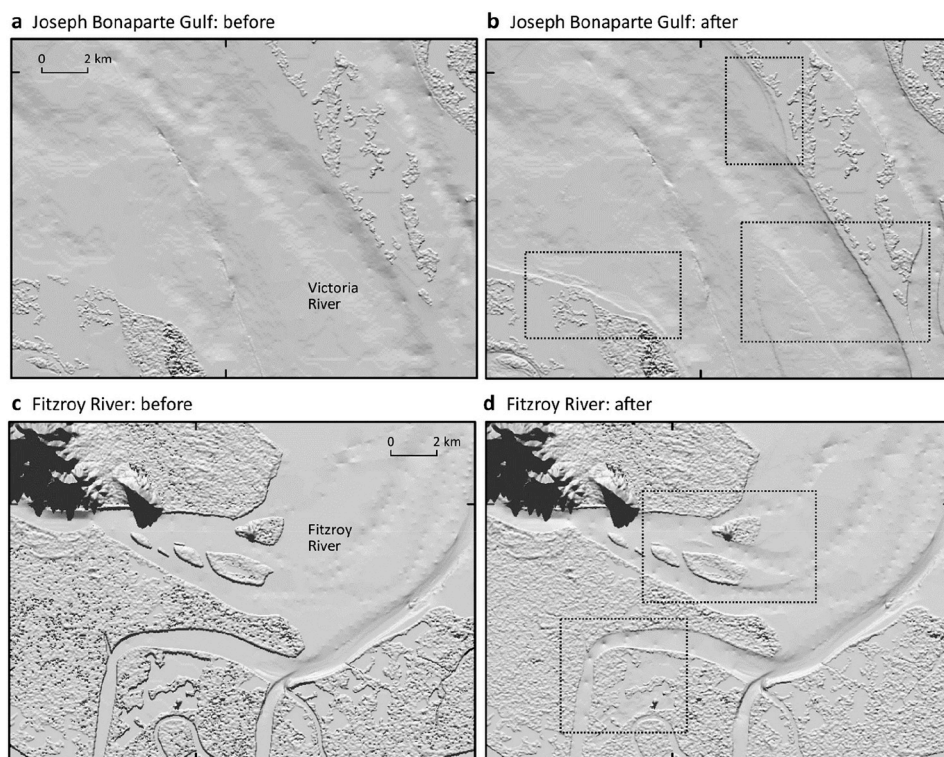 a Joseph Bonaparte Gulf: before
b Joseph Bonaparte Gulf: after
0 2 km
Victoria
River
c Fitzroy River: before
d Fitzroy River: after
0 2 km
Fitzroy
River